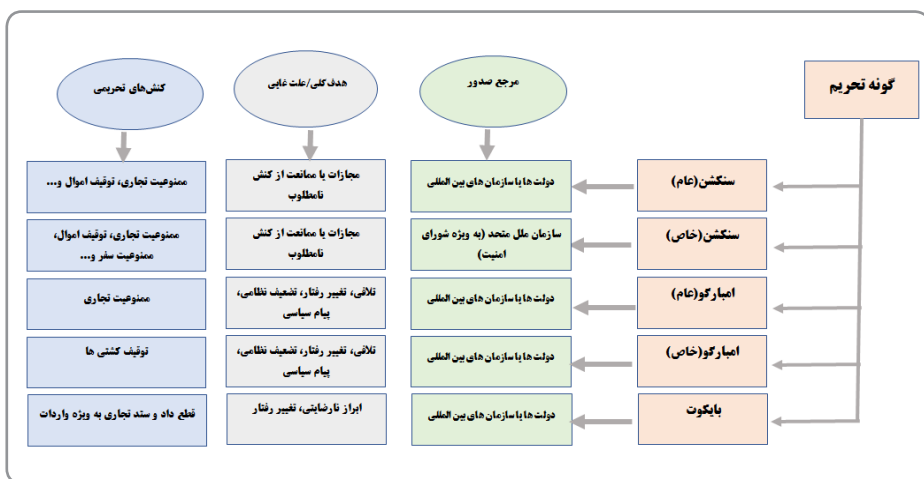 گونه تحریم
مرجع صدور
هدف کلی/علت غایی
کنش‌های تحریمی
سنکشن(عام)
دولت ها یا سازمان های بین المللی
مجازات یا ممانعت از کنش
نامطلوب
ممنوعیت تجاری، توقیف اموال و...
سنکشن(خاص)
سازمان ملل متحد (به ویژه شورای
امنیت)
مجازات یا ممانعت از کنش
نامطلوب
ممنوعیت تجاری، توقیف اموال،
ممنوعیت سفر و...
امبارگو(عام)
دولت ها یا سازمان های بین المللی
تلافی، تغییر رفتار، تضعیف نظامی،
پیام سیاسی
ممنوعیت تجاری
امبارگو(خاص)
دولت ها یا سازمان های بین المللی
تلافی، تغییر رفتار، تضعیف نظامی،
پیام سیاسی
توقیف کشتی ها
بایکوت
دولت ها یا سازمان های بین المللی
ابراز نارضایتی، تغییر رفتار
قطع داد و ستد تجاری به ویژه واردات